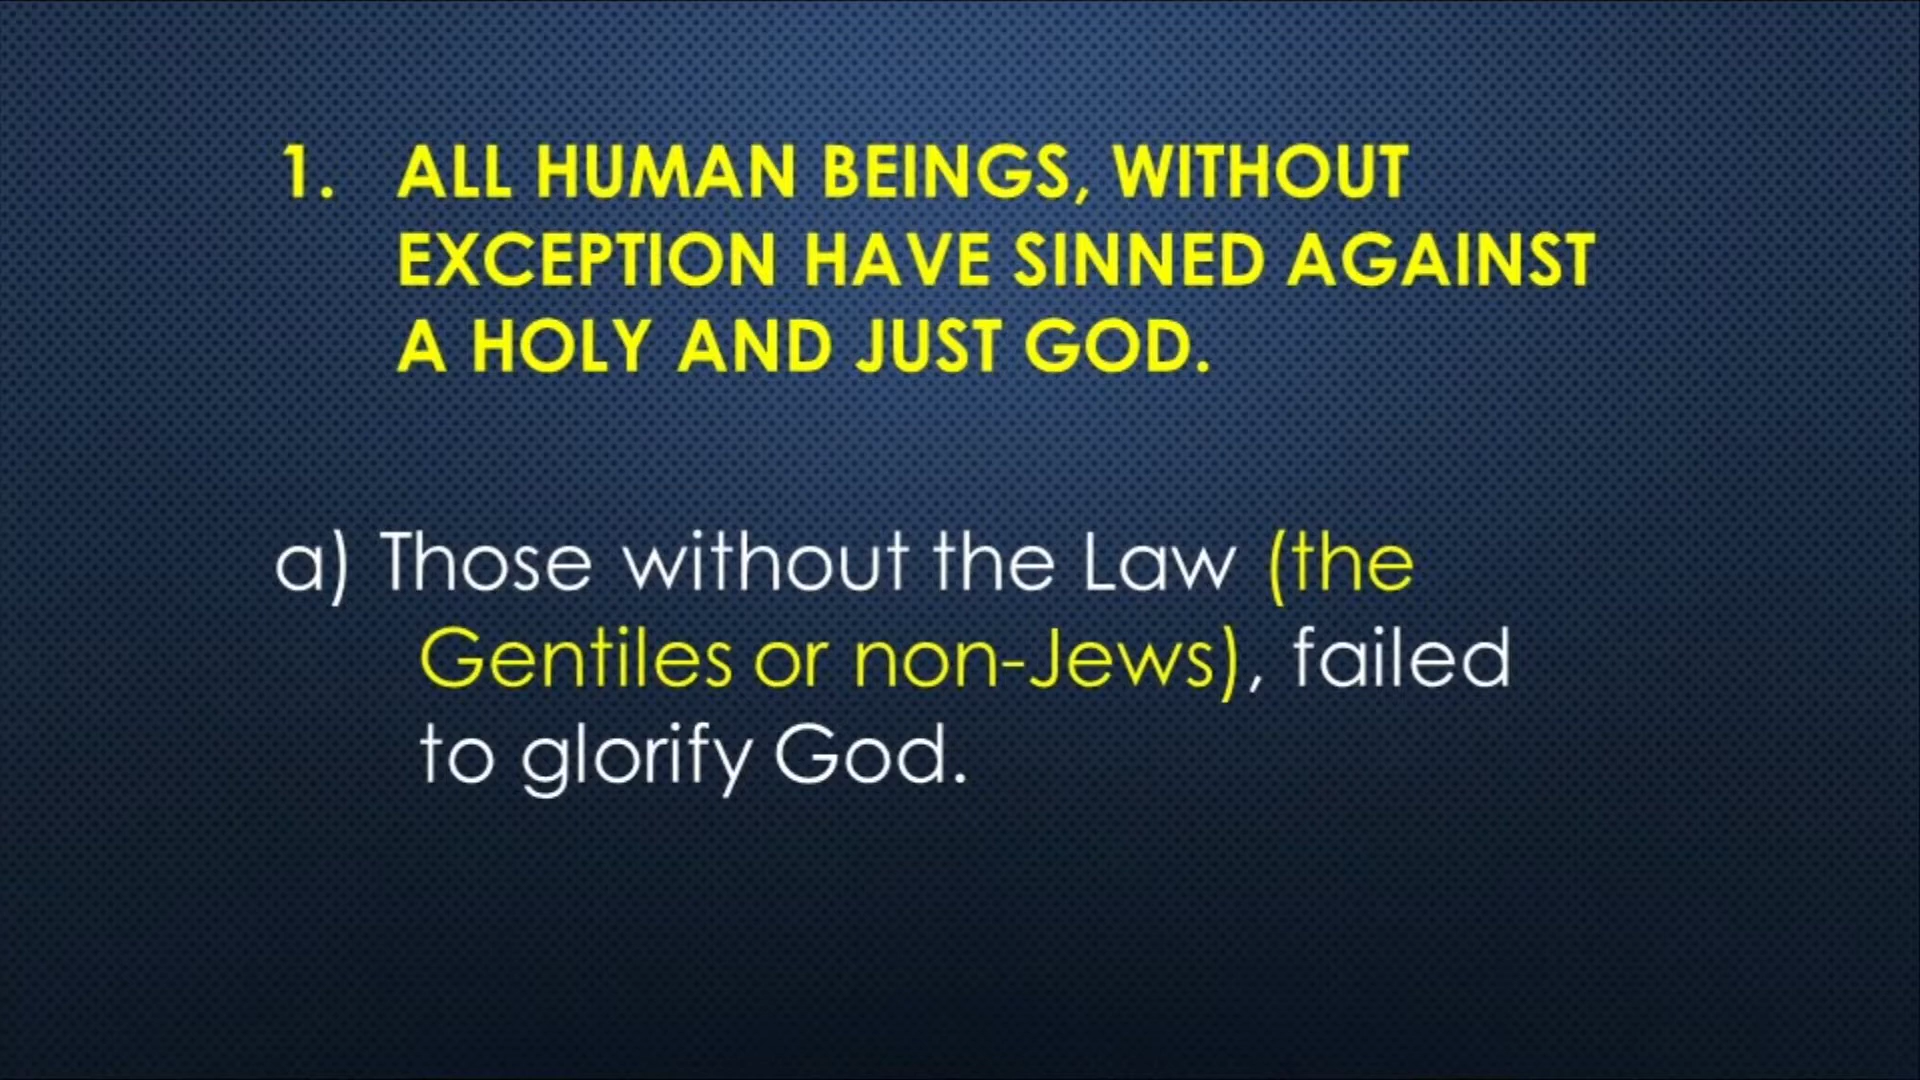 1. ALL HUMAN BEINGS, WITHOUT
EXCEPTION HAVE SINNED AGAINST
A HOLY AND JUST GOD.
a) Those without the Law (the
Gentiles or non-Jews), failed
to glorify God.